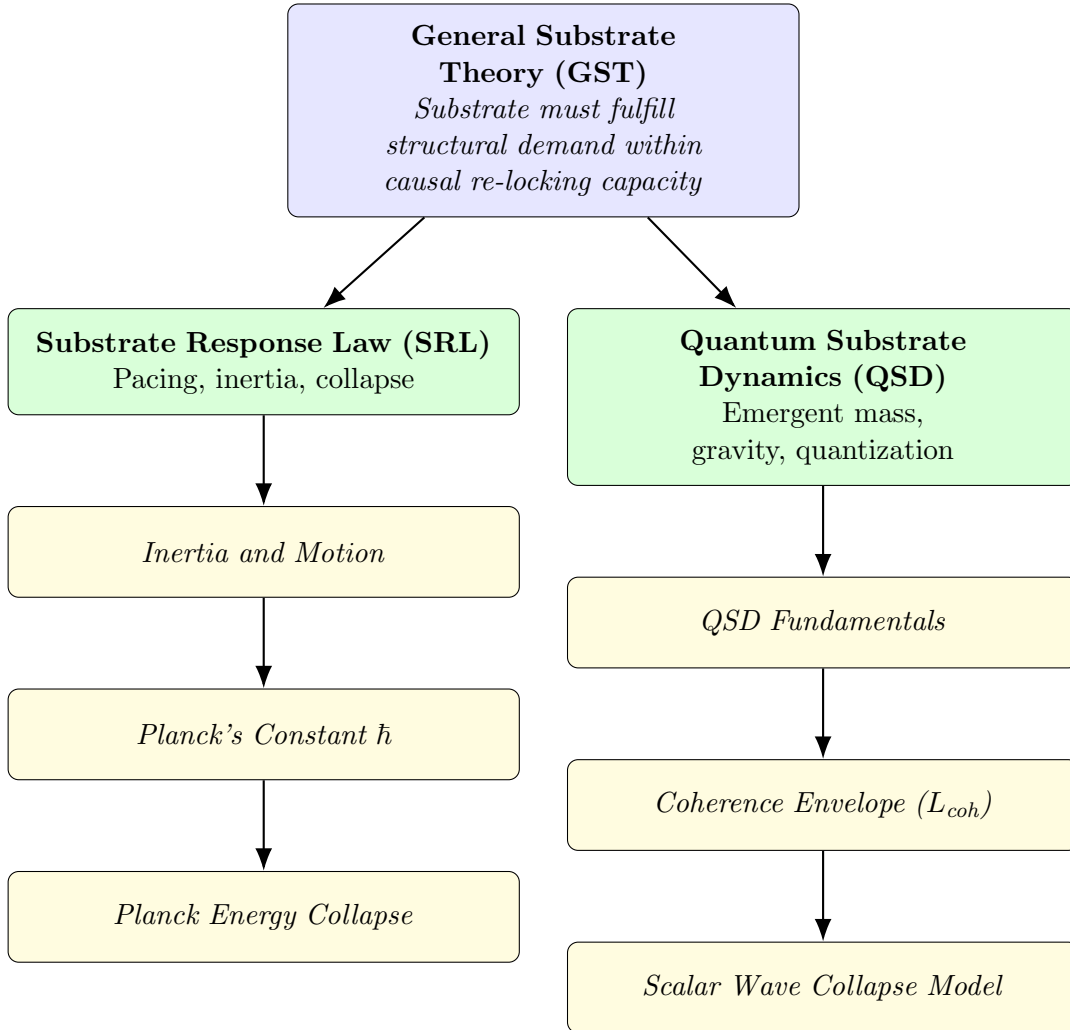 General Substrate
Theory (GST)
Substrate must fulfill
structural demand within
causal re-locking capacity
Substrate Response Law (SRL)
Pacing, inertia, collapse
Inertia and Motion
Planck's Constant ℏ
Planck Energy Collapse
Quantum Substrate
Dynamics (QSD)
Emergent mass,
gravity, quantization
QSD Fundamentals
Coherence Envelope (L_coh)
Scalar Wave Collapse Model